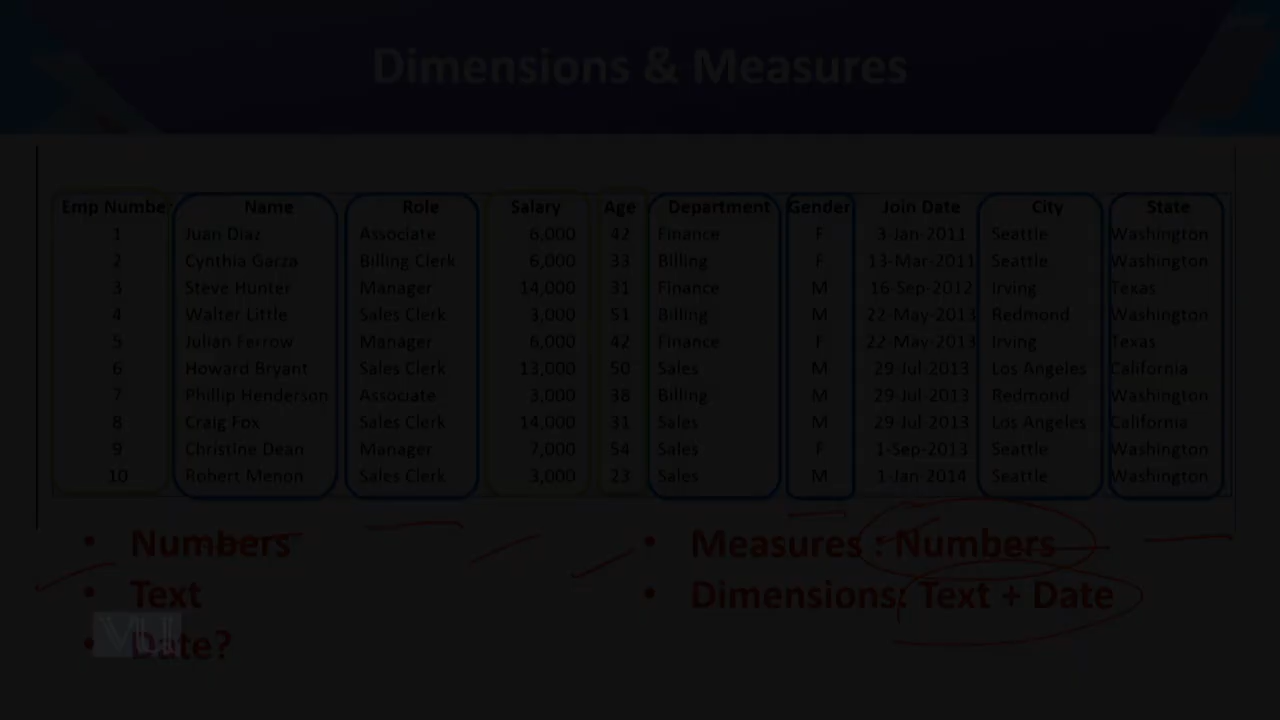 Dimensions & Measures
Emp Numbe Name Role Salary Age Department Gender Join Date City State
1 Juan Diaz Associate 6,000 42 Finance F 3-Jan-2011 Seattle Washington
2 Cynthia Garza Billing Clerk 6,000 33 Billing F 13-Mar-2011 Seattle Washington
3 Steve Hunter Manager 14,000 31 Finance M 16-Sep-2012 Irving Texas
4 Walter Little Sales Clerk 3,000 51 Billing M 22-May-2013 Redmond Washington
5 Julian Farrow Manager 6,000 42 Finance F 22-May-2013 Irving Texas
6 Howard Bryant Sales Clerk 13,000 50 Sales M 29-Jul-2013 Los Angeles California
7 Phillip Henderson Associate 3,000 38 Billing M 29-Jul-2013 Redmond Washington
8 Craig Fox Sales Clerk 14,000 31 Sales M 29-Jul-2013 Los Angeles California
9 Christine Dean Manager 7,000 54 Sales F 1-Sep-2013 Seattle Washington
10 Robert Menon Sales Clerk 3,000 23 Sales M 1-Jan-2014 Seattle Washington
• Numbers
• Text
• Date?
• Measures : Numbers
• Dimensions: Text + Date
VU